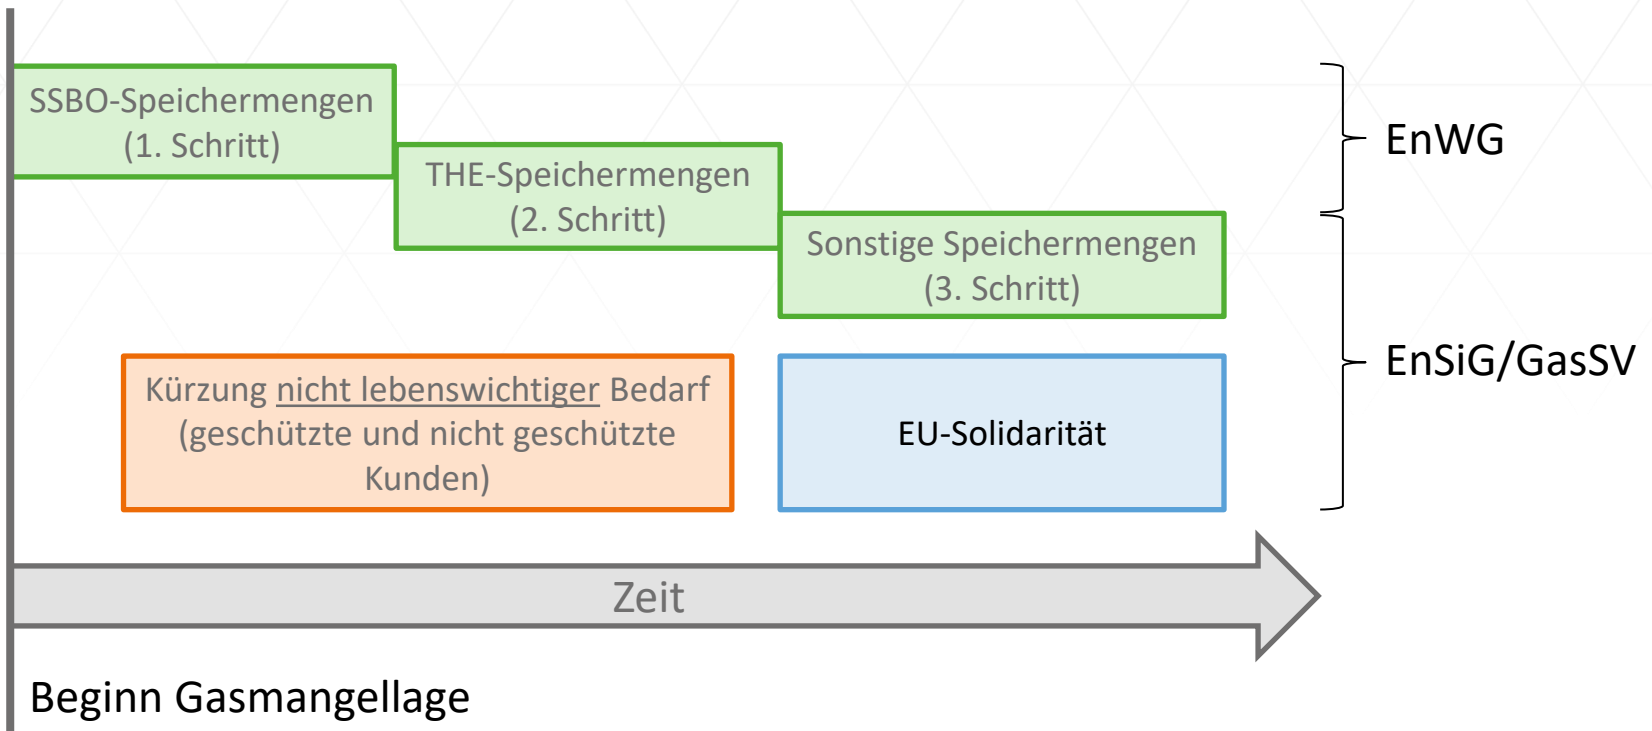 SSBO-Speichermengen
(1. Schritt)
THE-Speichermengen
(2. Schritt)
Sonstige Speichermengen
(3. Schritt)
EnWG
EnSiG/GasSV
Kürzung nicht lebenswichtiger Bedarf
(geschützte und nicht geschützte
Kunden)
EU-Solidarität
Zeit
Beginn Gasmangellage